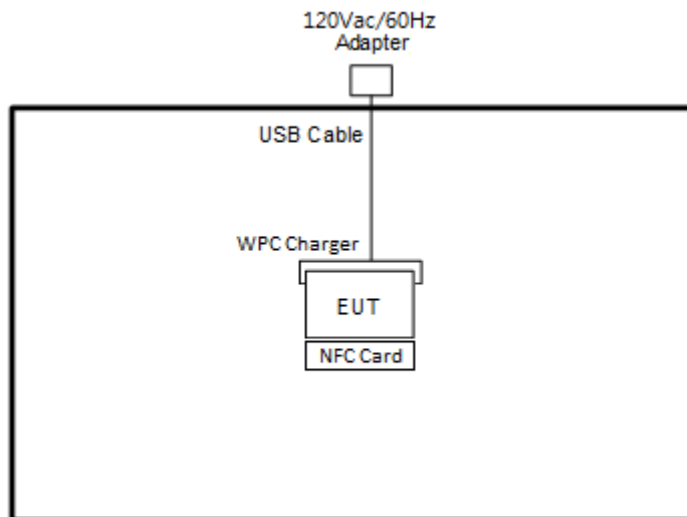 120Vac/60Hz
Adapter
USB Cable
WPC Charger
EUT
NFC Card